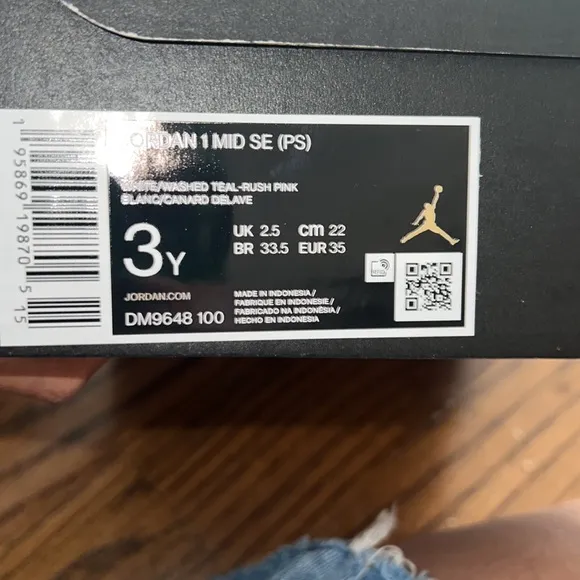 JORDAN 1 MID SE (PS)
WHITE/WASHED TEAL-RUSH PINK
BLANC/CANARD DÉLAVÉ
3Y
UK 2.5 cm 22
BR 33.5 EUR 35
JORDAN.COM
DM9648 100
MADE IN INDONESIA/
FABRIQUE EN INDONESIE/
FABRICADO NA INDONÉSIA/
HECHO EN INDONESIA
1 95869 19870 5 15